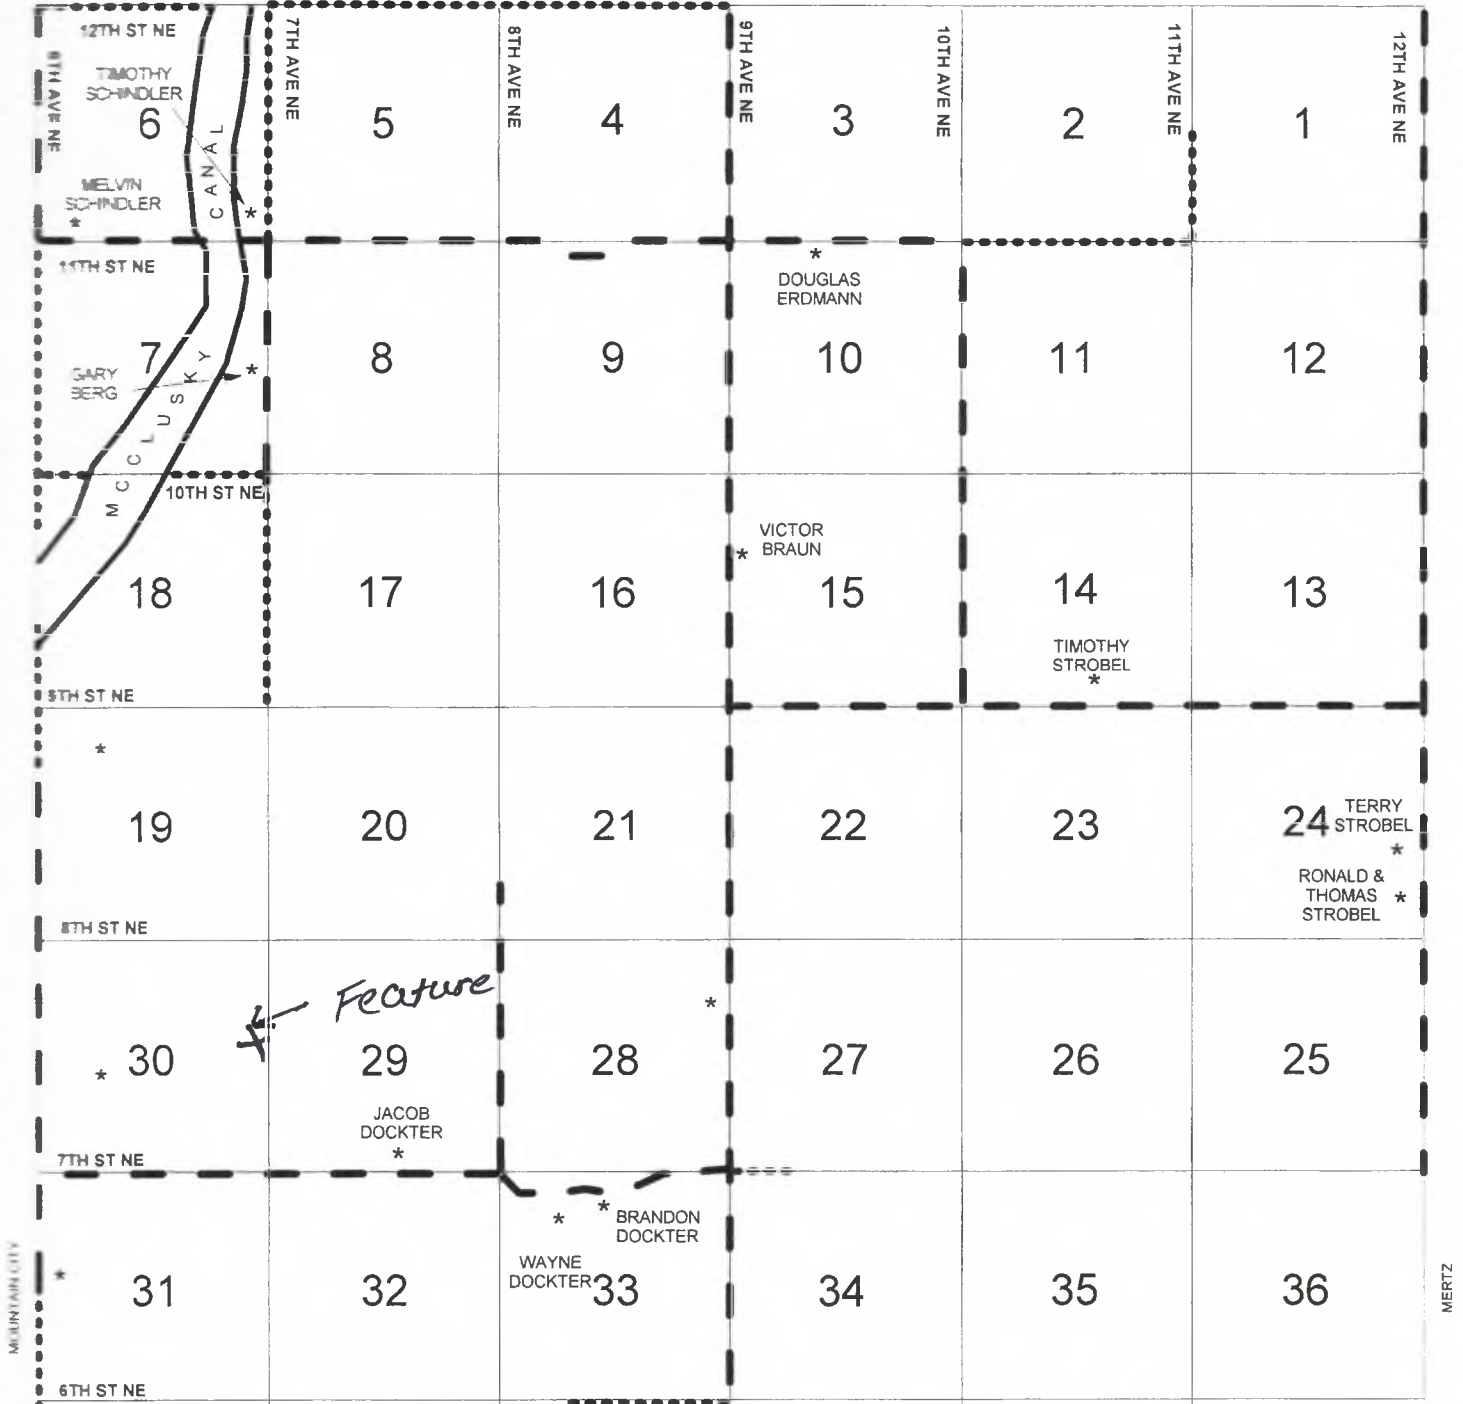 12TH ST NE
6TH AVE NE
7TH AVE NE
8TH AVE NE
9TH AVE NE
10TH AVE NE
11TH AVE NE
12TH AVE NE
TIMOTHY
SCHINDLER
6
5
4
3
2
1
MELVIN
SCHINDLER
*
*
CANAL
11TH ST NE
*
DOUGLAS
ERDMANN
7
8
9
10
11
12
GARY
BERG
*
MCCLUSKY
10TH ST NE
VICTOR
* BRAUN
18
17
16
15
14
13
TIMOTHY
STROBEL
*
9TH ST NE
*
19
20
21
22
23
24
TERRY
STROBEL
*
RONALD &
THOMAS *
STROBEL
8TH ST NE
Feature
*
* 30
29
28
27
26
25
JACOB
DOCKTER
*
7TH ST NE
* BRANDON
DOCKTER
*
WAYNE
DOCKTER
* 31
32
33
34
35
36
MOUNTAIN CITY
MERTZ
6TH ST NE